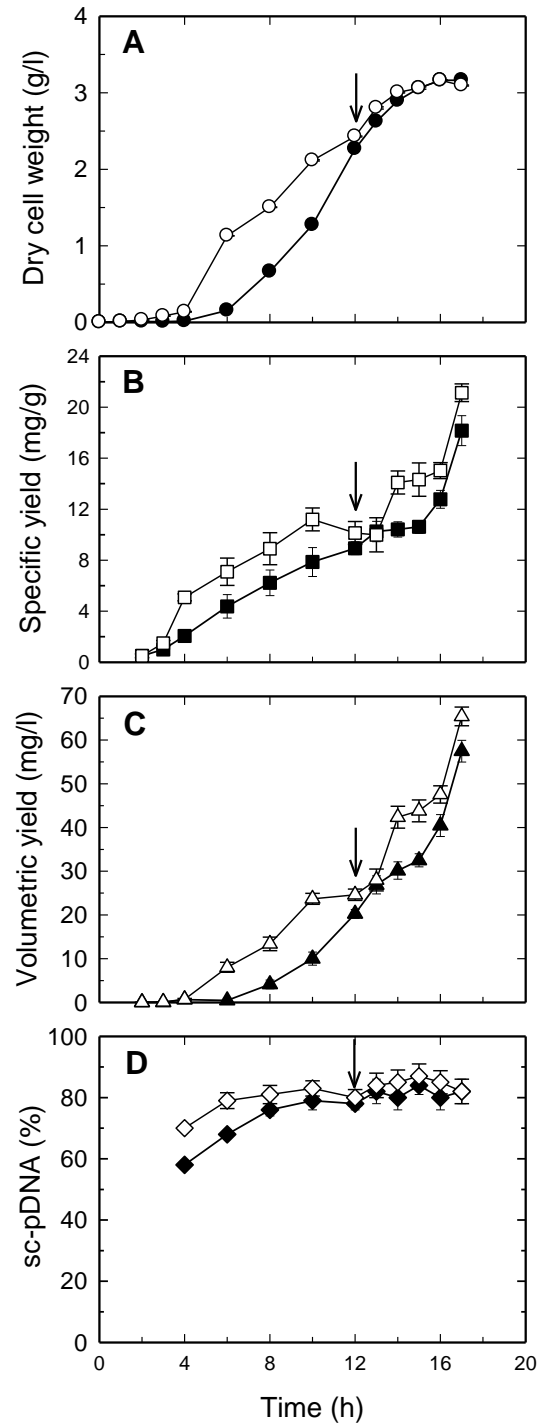 4
A
3
2
1
0
Dry cell weight (g/l)
24
B
20
16
12
8
4
0
Specific yield (mg/g)
70
C
60
50
40
30
20
10
0
Volumetric yield (mg/l)
100
D
80
60
40
20
0
sc-pDNA (%)
0 4 8 12 16 20
Time (h)